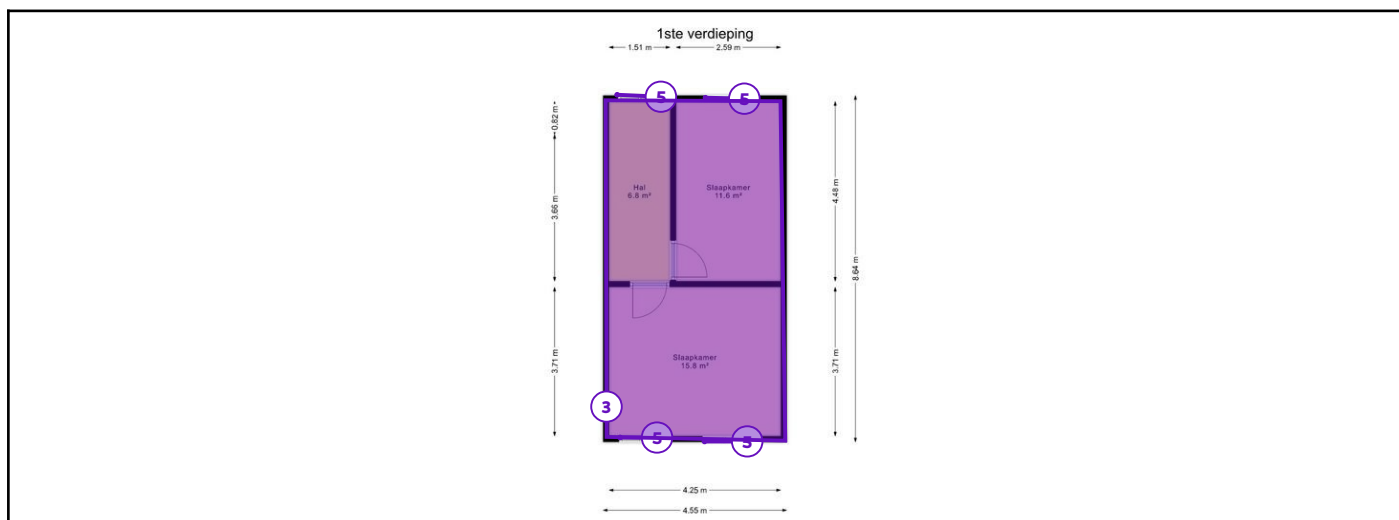 1ste verdieping
1.51 m 2.59 m
5 5
0.82 m
3.66 m
Hal
6.8 m²
Slaapkamer
11.6 m²
4.48 m
8.64 m
3.71 m
Slaapkamer
15.8 m²
3.71 m
3
5 5
4.25 m
4.55 m